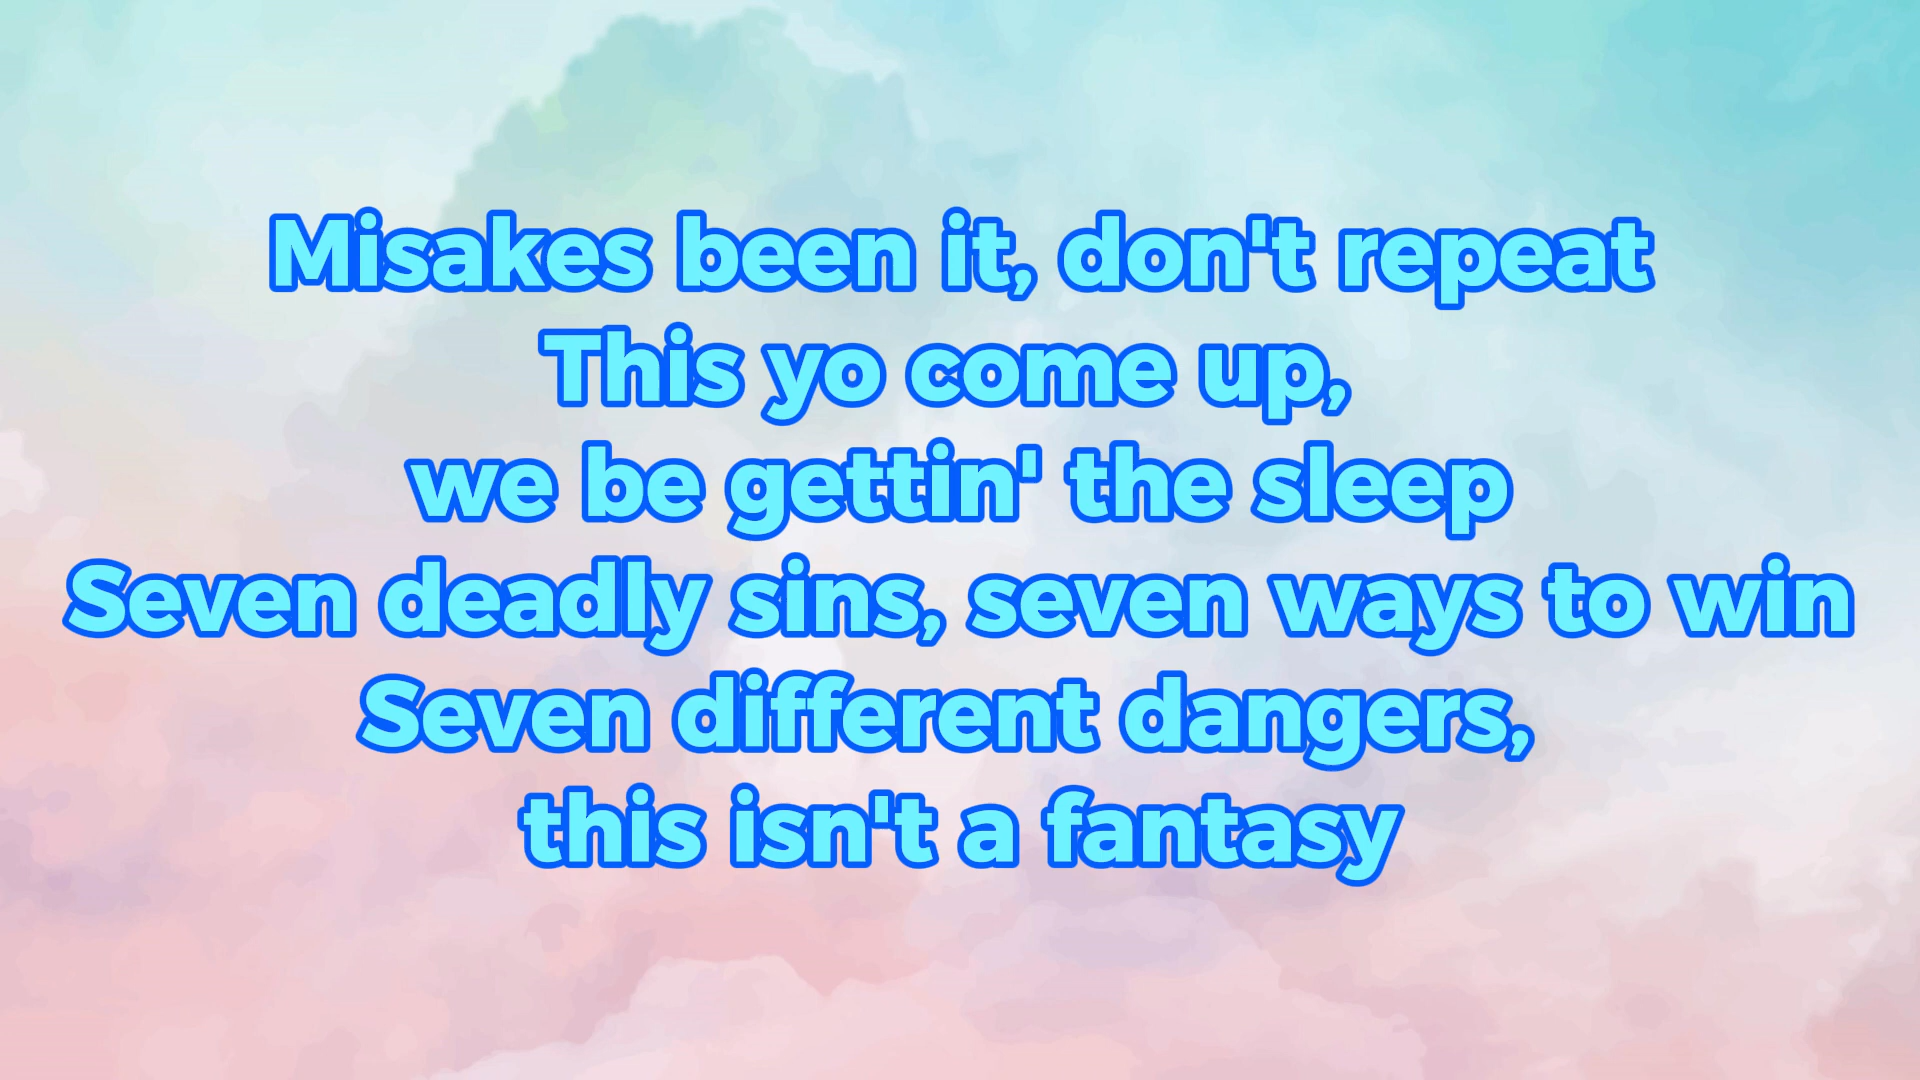 Misakes been it, don't repeat
This yo come up,
we be gettin' the sleep
Seven deadly sins, seven ways to win
Seven different dangers,
this isn't a fantasy